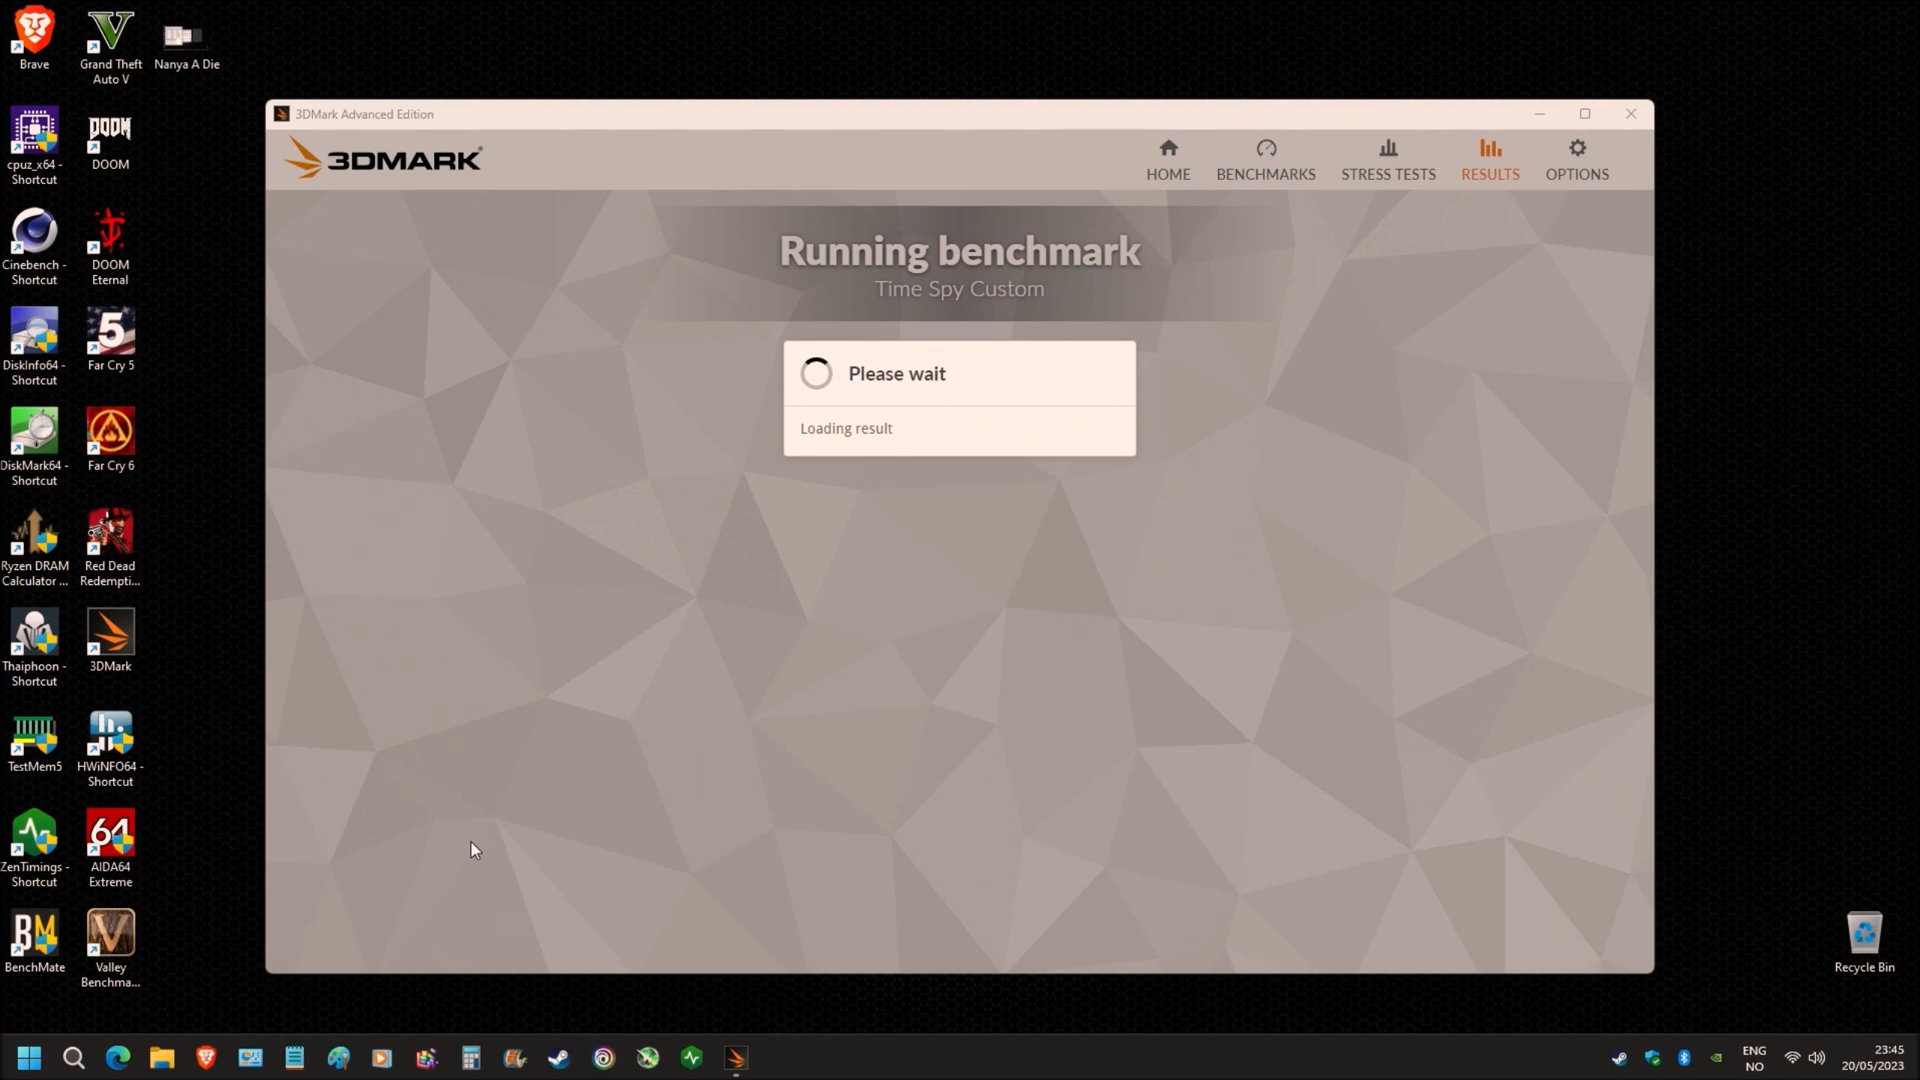 Brave
Grand Theft
Auto V
Nanya A Die
cpuz_x64 -
Shortcut
DOOM
DOOM
Cinebench -
Shortcut
DOOM
Eternal
DiskInfo64 -
Shortcut
5
Far Cry 5
DiskMark64 -
Shortcut
Far Cry 6
Ryzen DRAM
Calculator ...
Red Dead
Redempti...
Thaiphoon -
Shortcut
3DMark
TestMem5
HWiNFO64 -
Shortcut
ZenTimings -
Shortcut
64
AIDA64
Extreme
BM
BenchMate
V
Valley
Benchma...
3DMark Advanced Edition
3DMARK®
HOME
BENCHMARKS
STRESS TESTS
RESULTS
OPTIONS
Running benchmark
Time Spy Custom
Please wait
Loading result
Recycle Bin
ENG
NO
23:45
20/05/2023